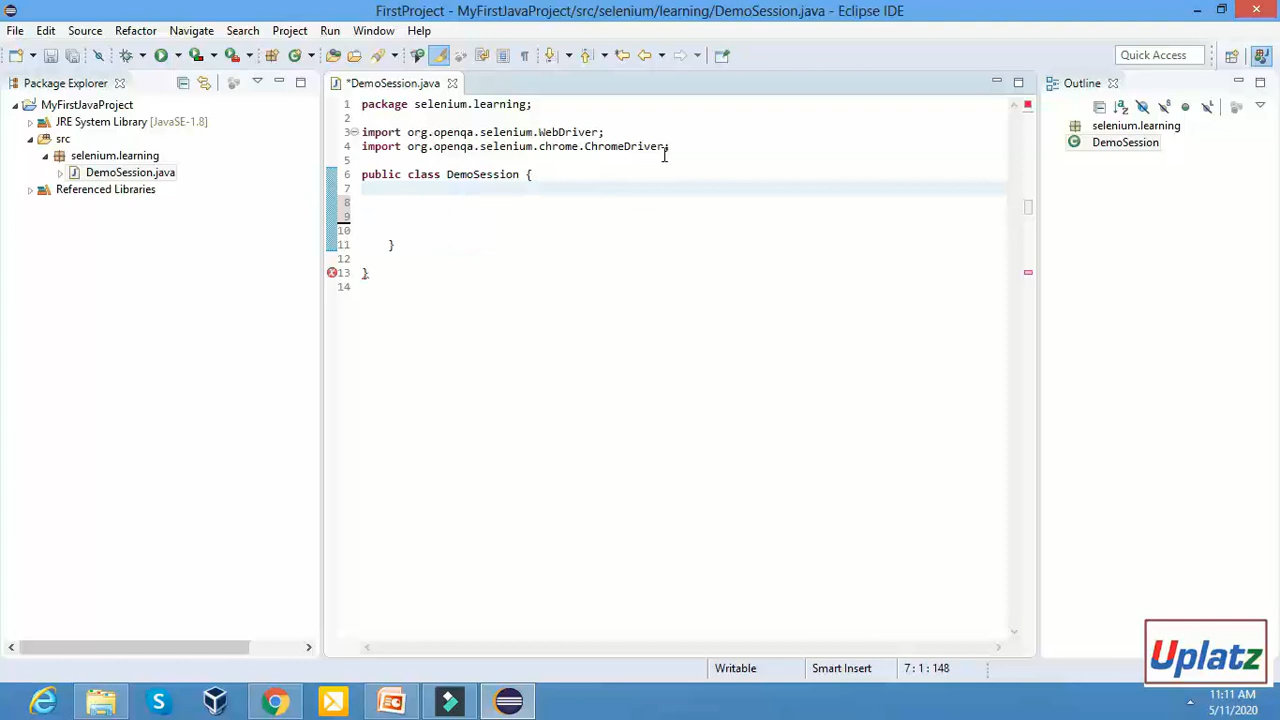 FirstProject - MyFirstJavaProject/src/selenium/learning/DemoSession.java - Eclipse IDE
File Edit Source Refactor Navigate Search Project Run Window Help
Quick Access
Package Explorer
MyFirstJavaProject
JRE System Library [JavaSE-1.8]
src
selenium.learning
DemoSession.java
Referenced Libraries
*DemoSession.java
1 package selenium.learning;
2
3 import org.openqa.selenium.WebDriver;
4 import org.openqa.selenium.chrome.ChromeDriver;
5
6 public class DemoSession {
7
8
9
10
11 }
12
13 }
14
Outline
selenium.learning
DemoSession
Writable Smart Insert 7 : 1 : 148
Uplatz
11:11 AM
5/11/2020